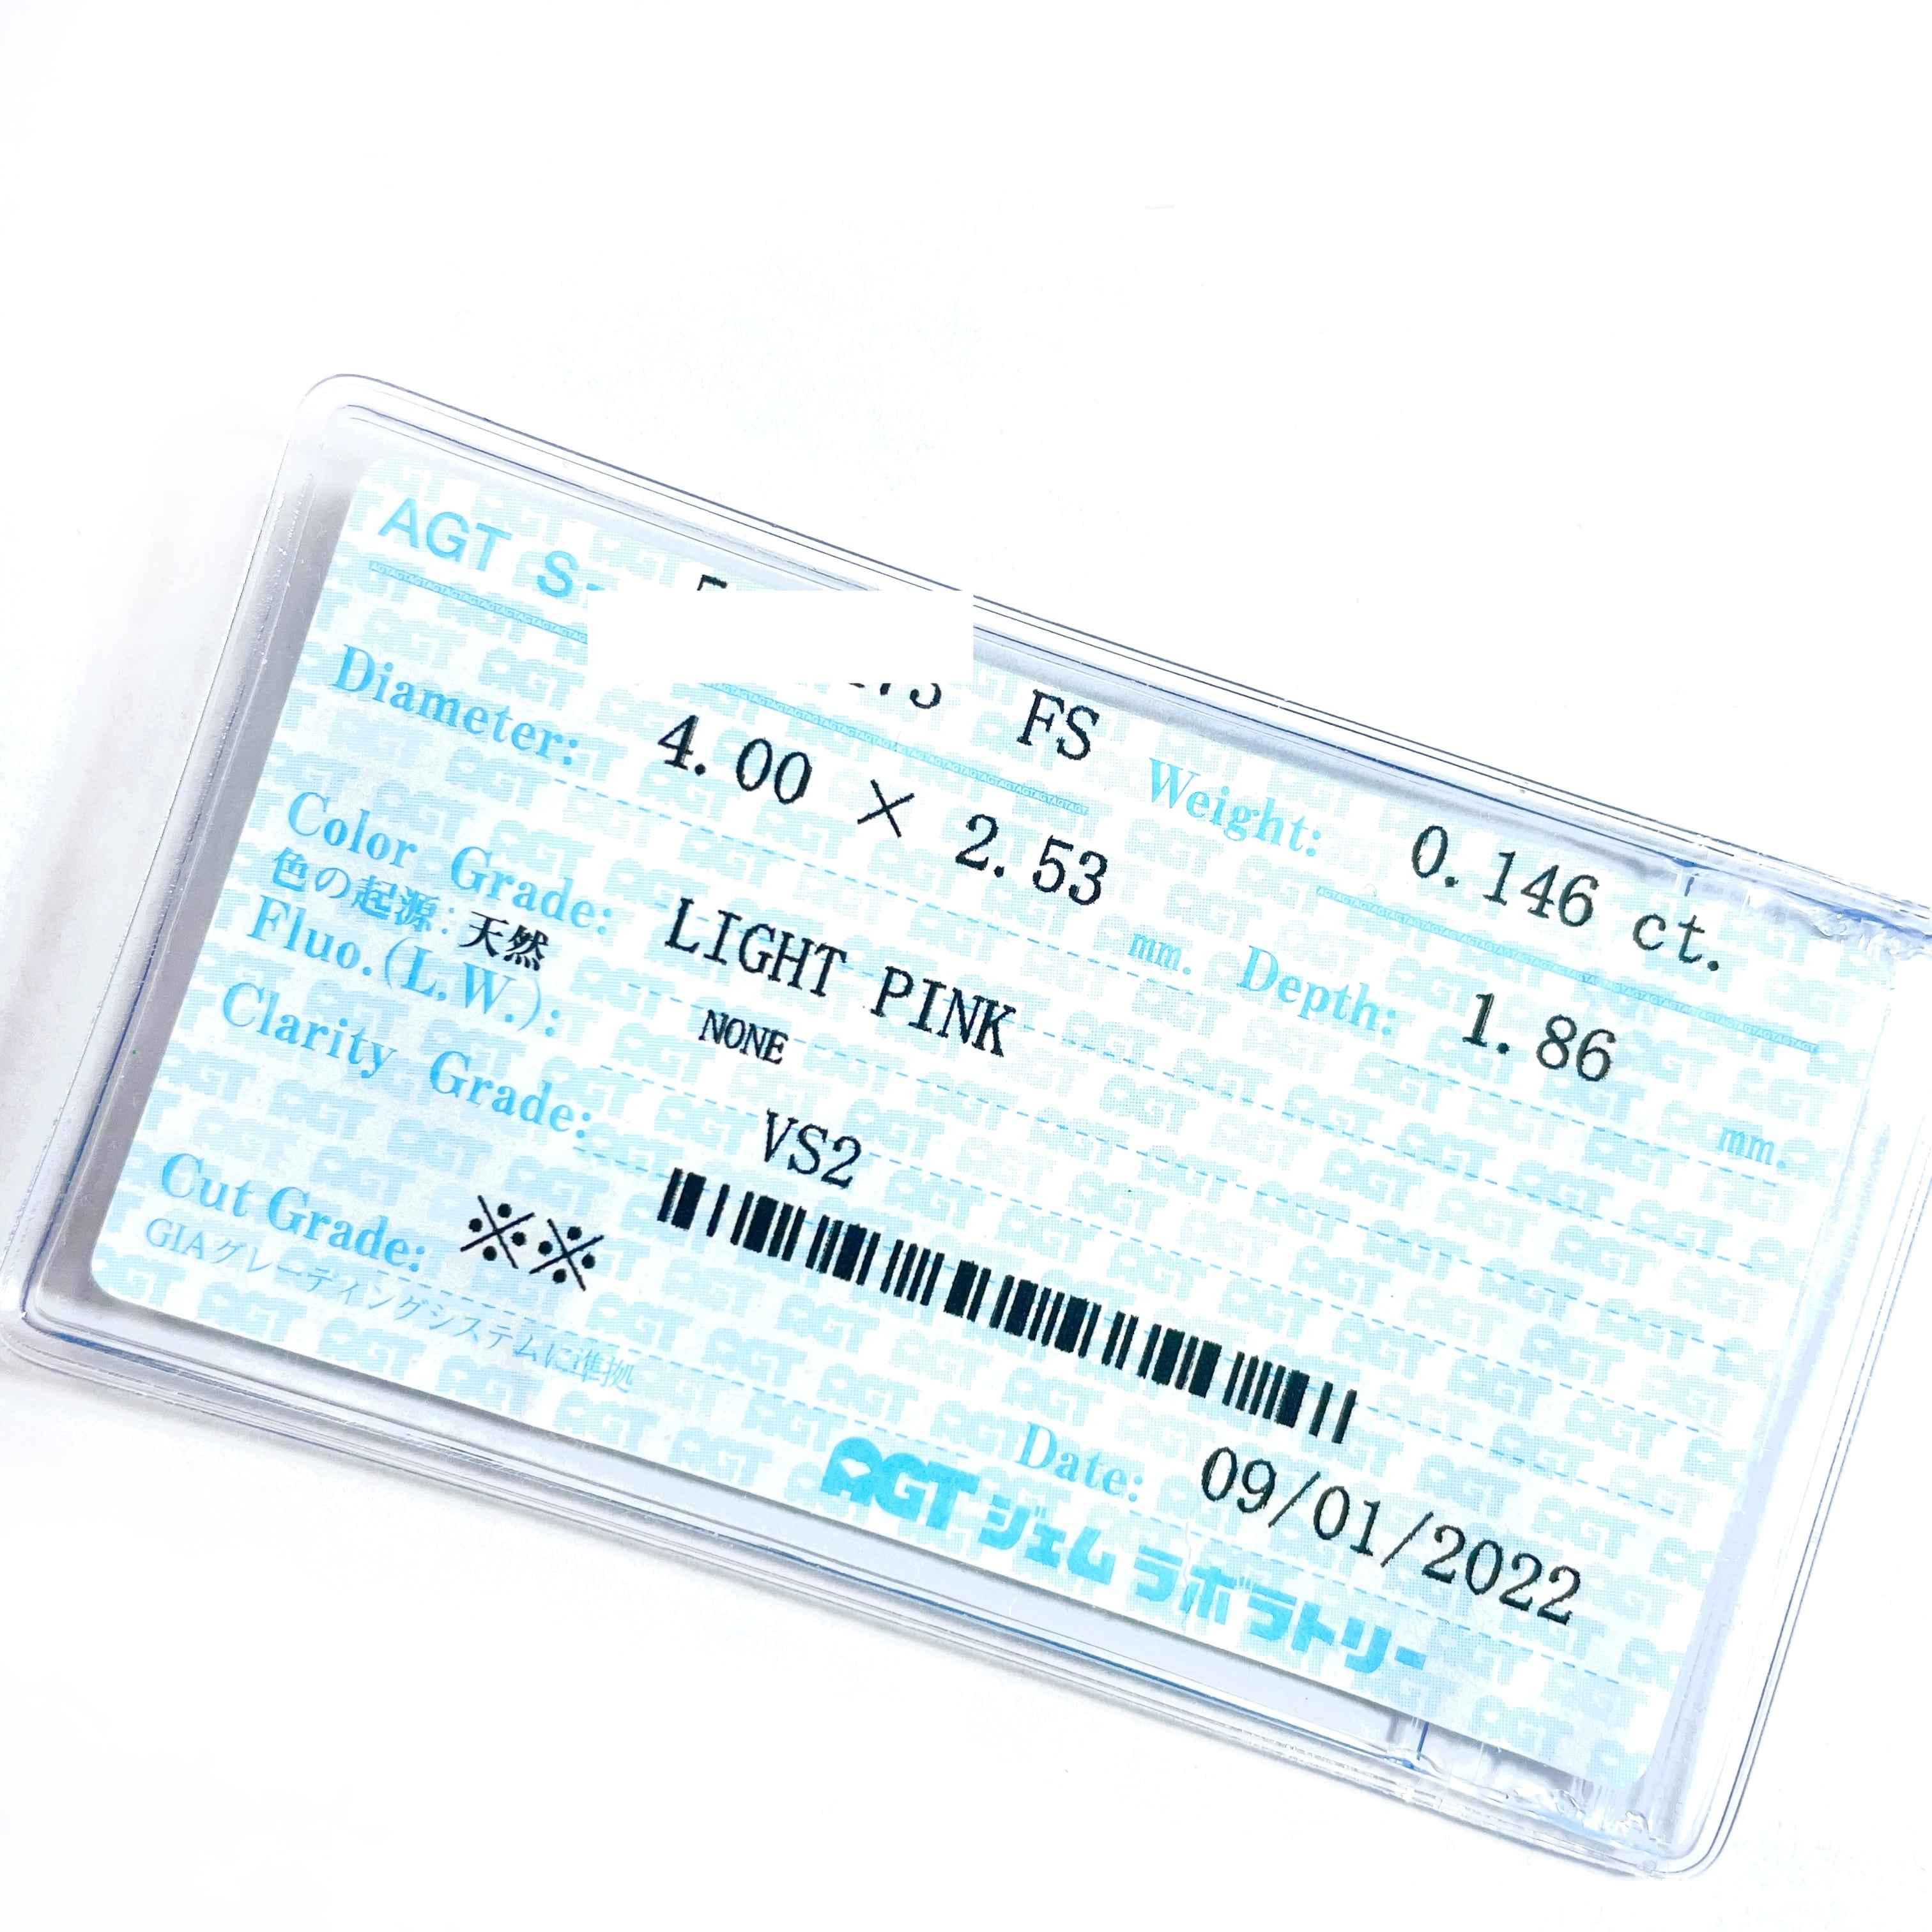 AGT
FS
Weight: 0.146 ct.
Diameter: 4.00 × 2.53 mm. Depth: 1.86 mm.
Color Grade: LIGHT PINK
色の起源: 天然
Fluo.(L.W.): NONE
Clarity Grade: VS2
Cut Grade: ※※
GIAグレーディングシステムに準拠
Date: 09/01/2022
AGT ジェム ラボラトリー